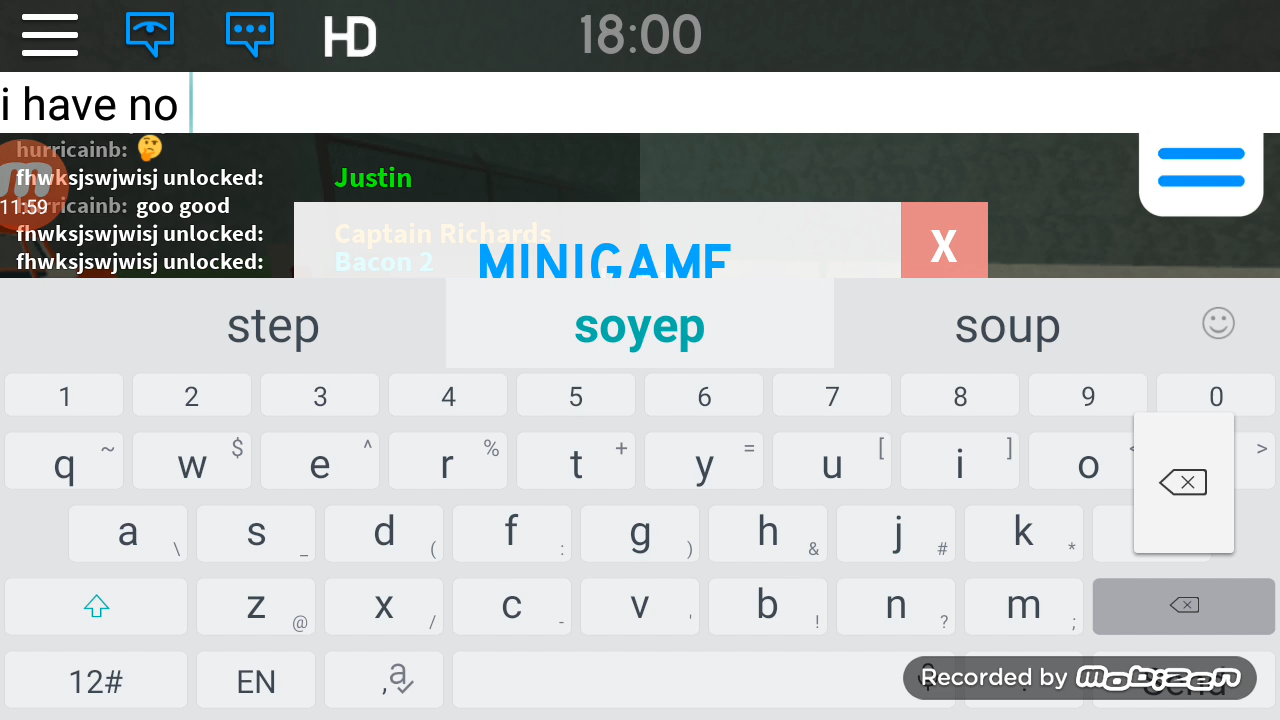 HD 18:00
i have no
hurricainb: 🤔
fhwksjswjwisj unlocked: Justin
11:59
hurricainb: goo good
fhwksjswjwisj unlocked: Captain Richards
fhwksjswjwisj unlocked: Bacon 2
MINIGAME X
step soyep soup
1 2 3 4 5 6 7 8 9 0
q ~ w $ e ^ r % t + y = u [ i ] o < >
a \ s _ d ( f : g ) h & j # k *
z @ x / c - v ' b ! n ? m ;
12# EN , a Send
Recorded by mobizen